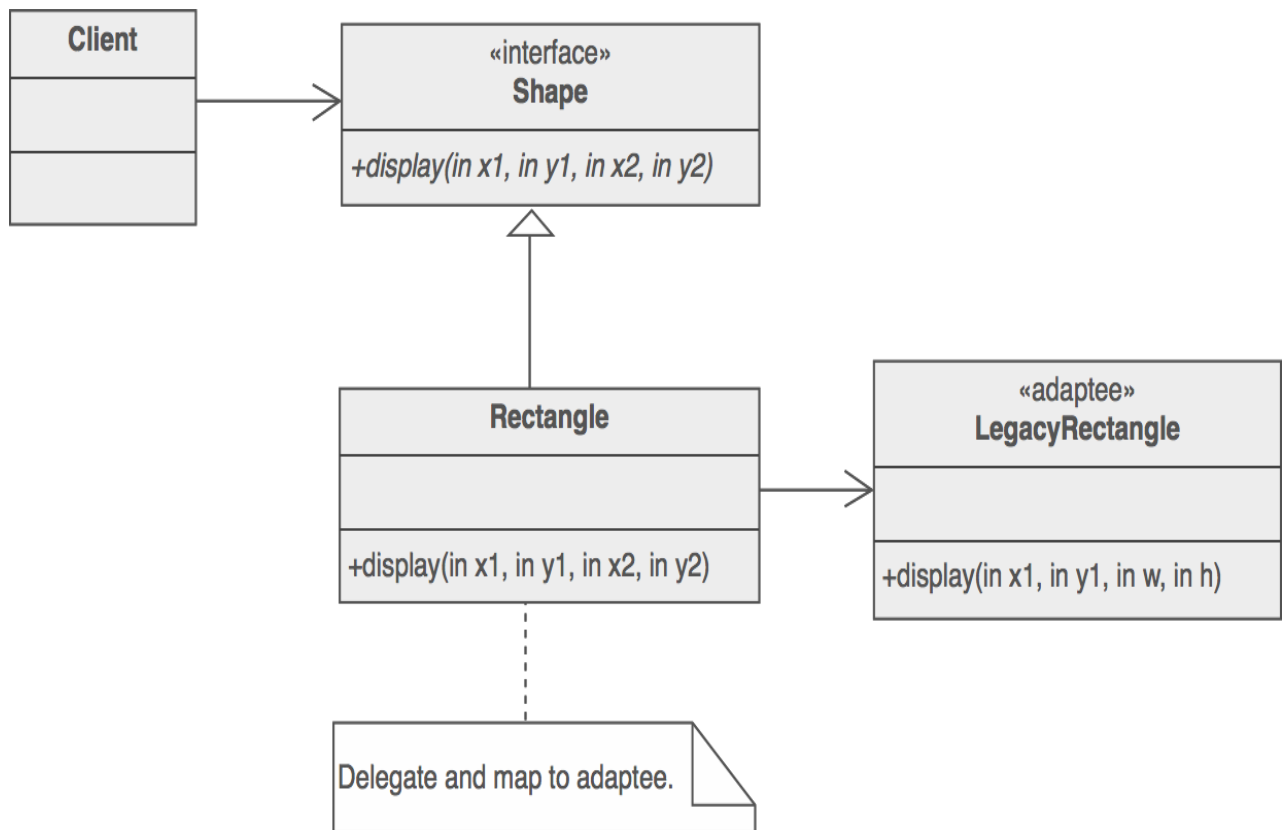 Client
«interface»
Shape
+display(in x1, in y1, in x2, in y2)
Rectangle
+display(in x1, in y1, in x2, in y2)
«adaptee»
LegacyRectangle
+display(in x1, in y1, in w, in h)
Delegate and map to adaptee.